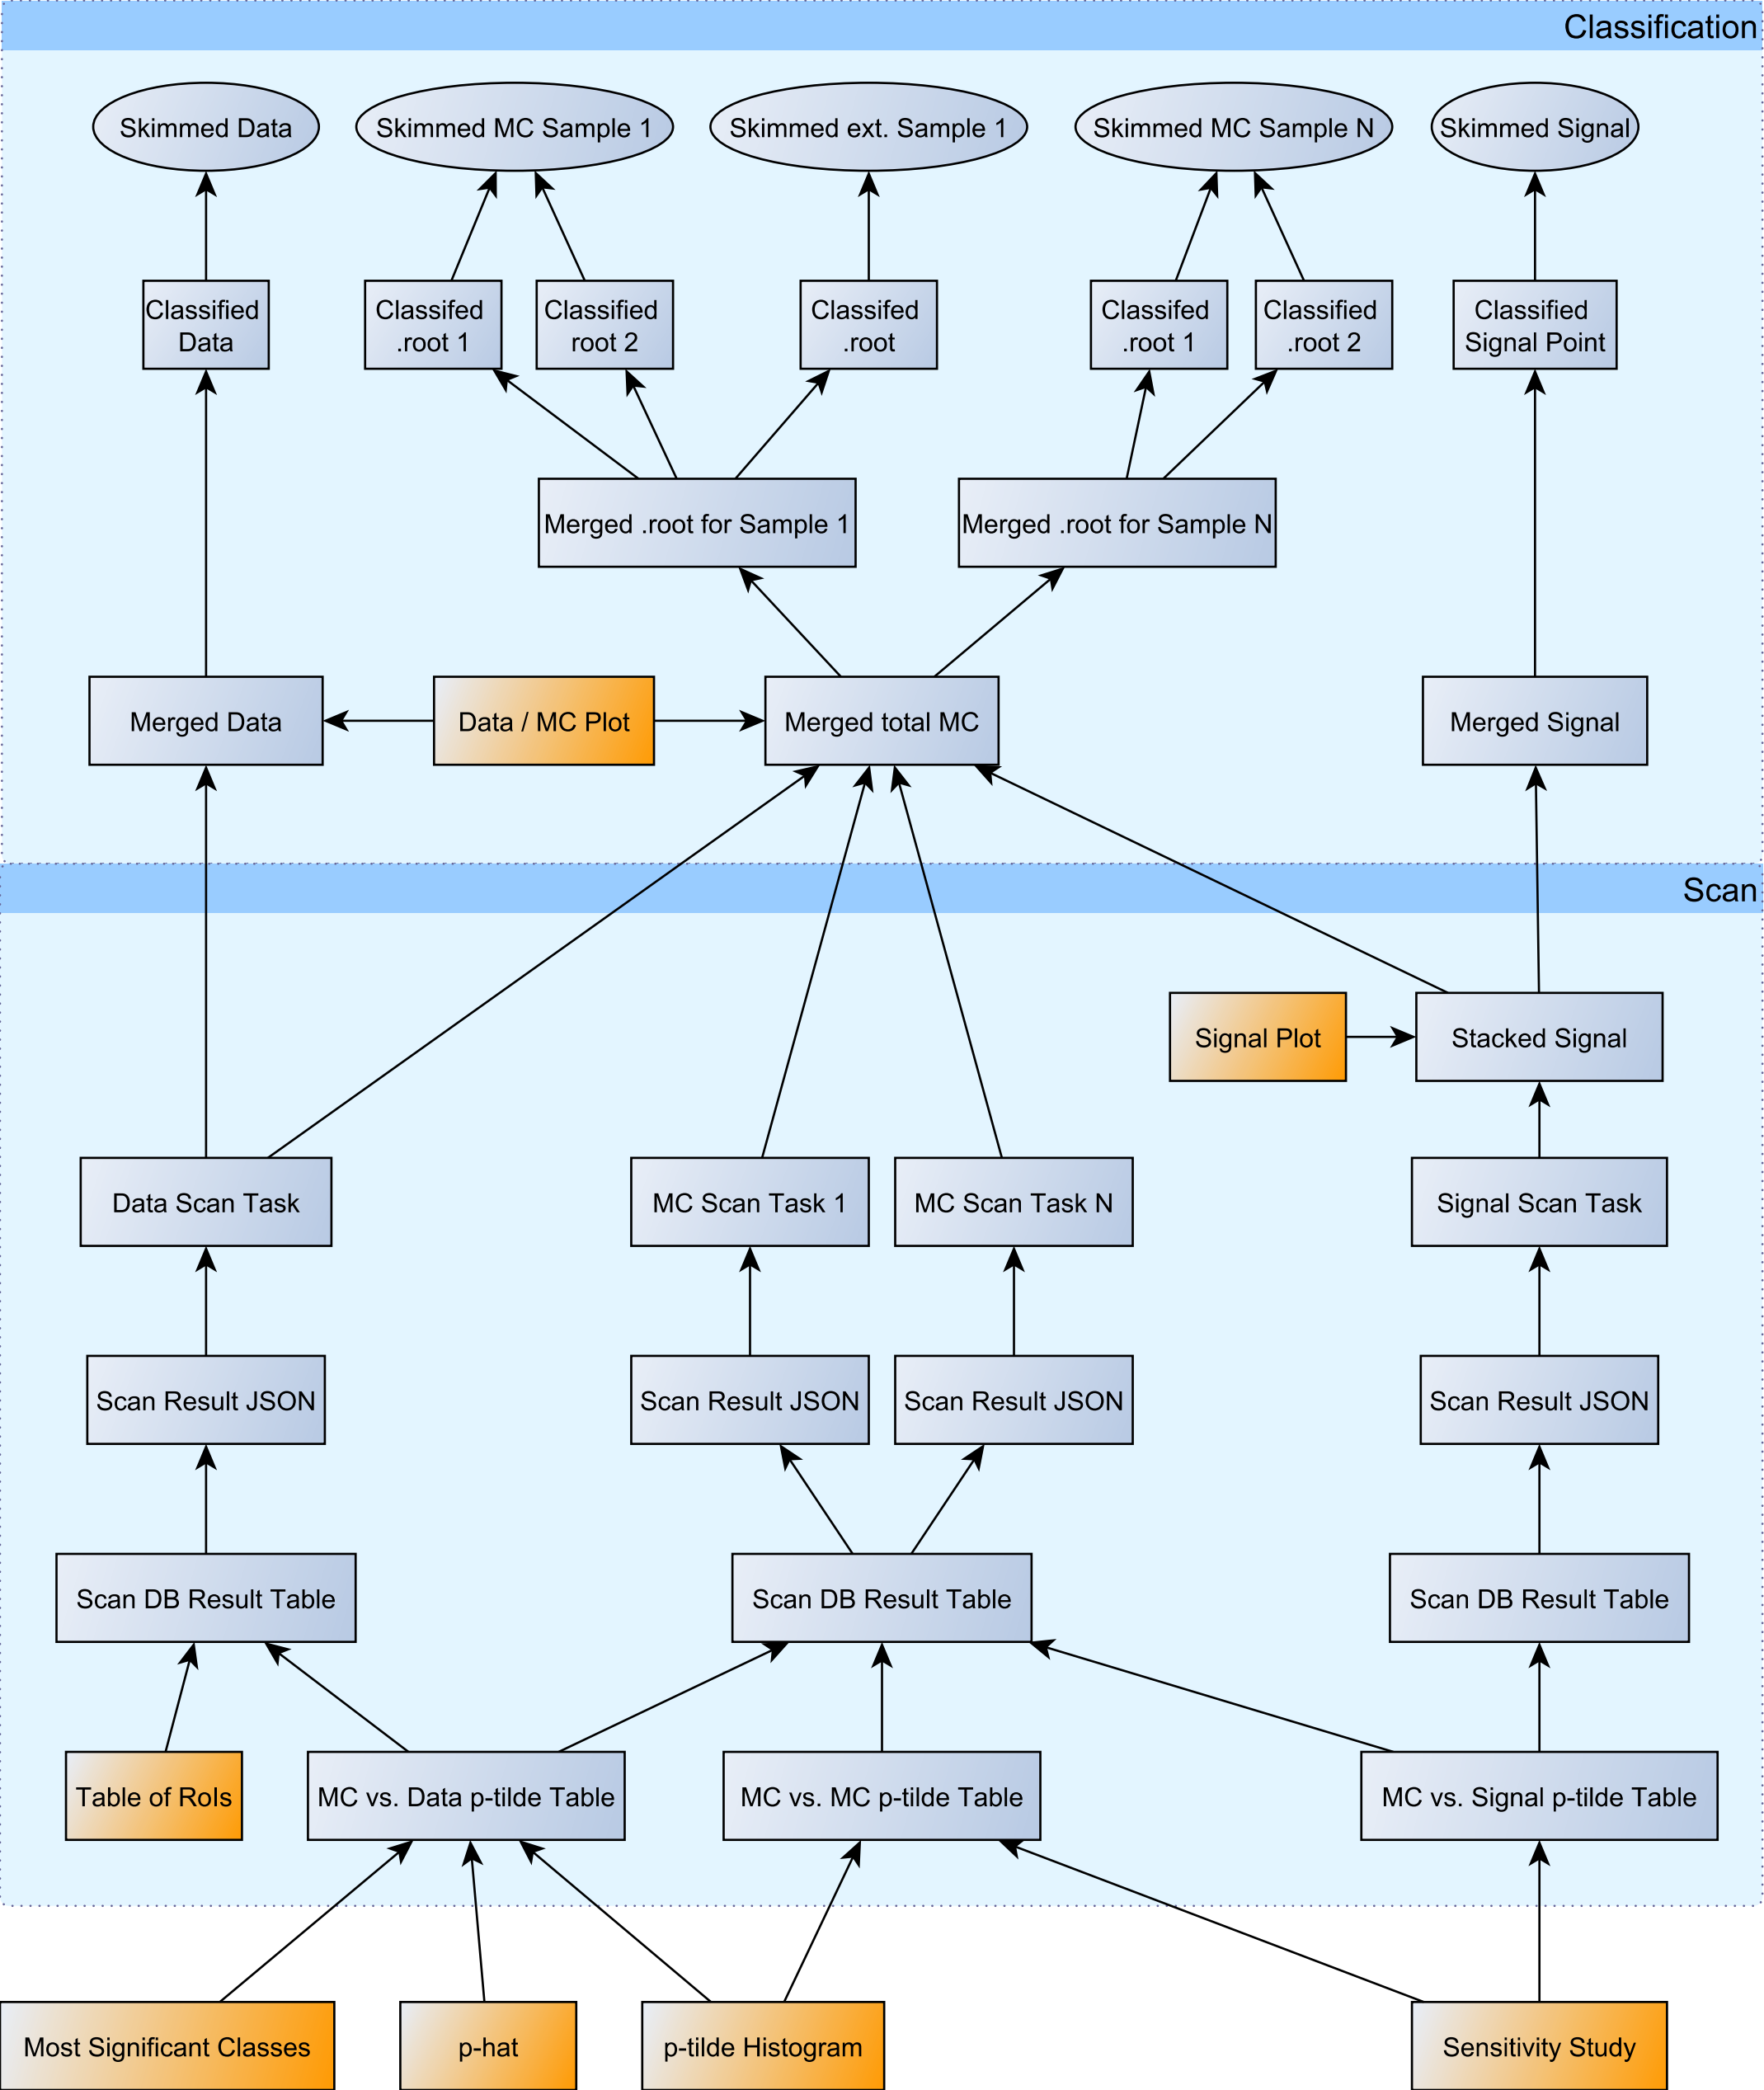 Classification
Skimmed Data
Skimmed MC Sample 1
Skimmed ext. Sample 1
Skimmed MC Sample N
Skimmed Signal
Classified
Data
Classifed
.root 1
Classified
root 2
Classifed
.root
Classifed
.root 1
Classified
.root 2
Classified
Signal Point
Merged .root for Sample 1
Merged .root for Sample N
Merged Data
Data / MC Plot
Merged total MC
Merged Signal
Scan
Signal Plot
Stacked Signal
Data Scan Task
MC Scan Task 1
MC Scan Task N
Signal Scan Task
Scan Result JSON
Scan Result JSON
Scan Result JSON
Scan Result JSON
Scan DB Result Table
Scan DB Result Table
Scan DB Result Table
Table of RoIs
MC vs. Data p-tilde Table
MC vs. MC p-tilde Table
MC vs. Signal p-tilde Table
Most Significant Classes
p-hat
p-tilde Histogram
Sensitivity Study